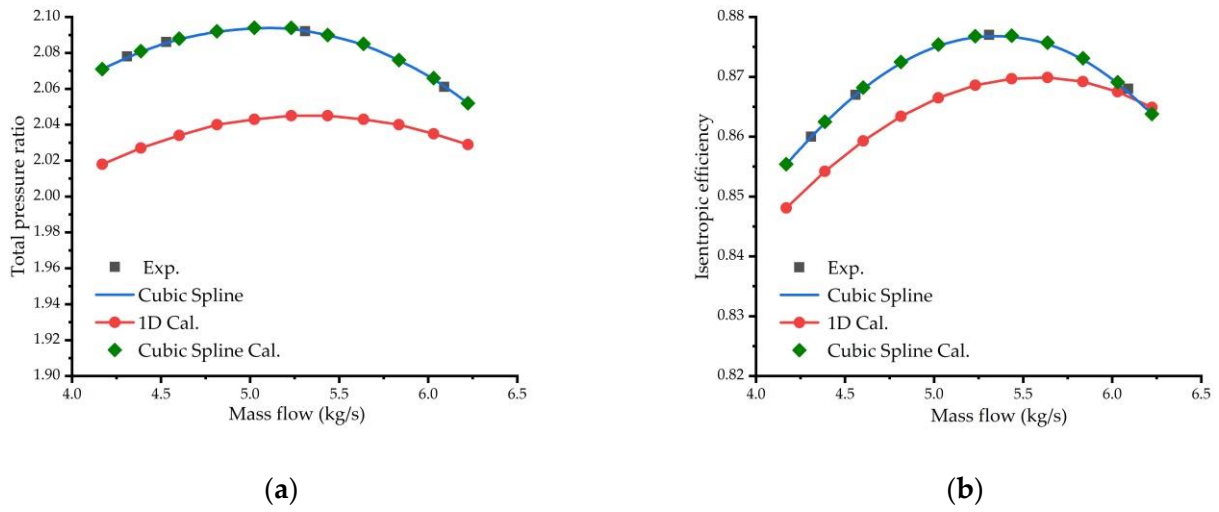 2.10
2.08
2.06
2.04
2.02
2.00
1.98
1.96
1.94
1.92
1.90
Total pressure ratio
Exp.
Cubic Spline
1D Cal.
Cubic Spline Cal.
4.0 4.5 5.0 5.5 6.0 6.5
Mass flow (kg/s)
(a)
0.88
0.87
0.86
0.85
0.84
0.83
0.82
Isentropic efficiency
Exp.
Cubic Spline
1D Cal.
Cubic Spline Cal.
4.0 4.5 5.0 5.5 6.0 6.5
Mass flow (kg/s)
(b)